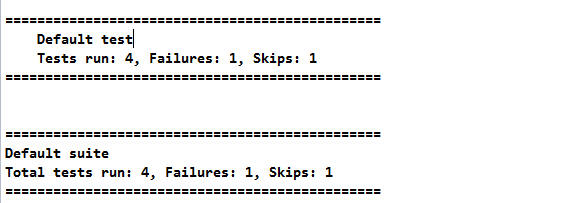 ===============================================
    Default test
    Tests run: 4, Failures: 1, Skips: 1
===============================================
===============================================
Default suite
Total tests run: 4, Failures: 1, Skips: 1
===============================================